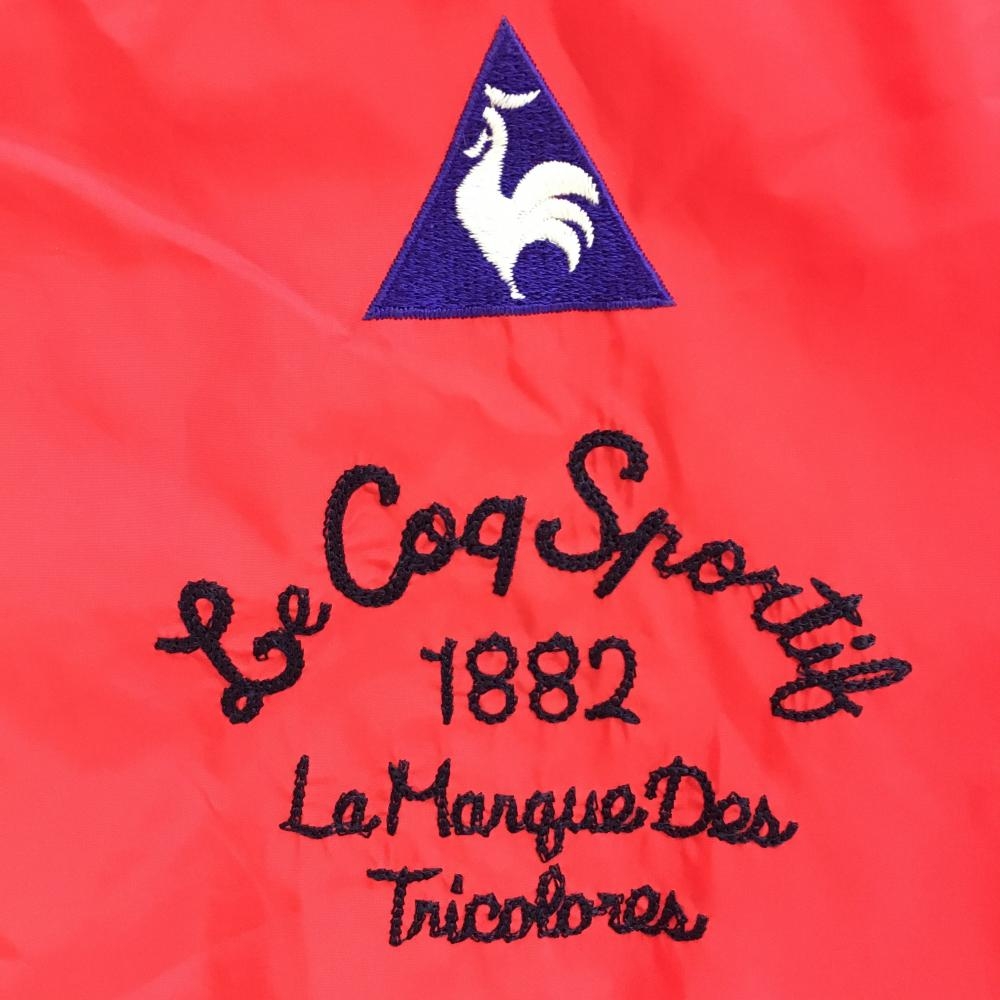 Le Coq Sportif
1882
La Marque Des
Tricolores